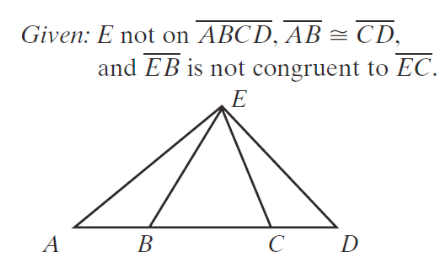 Given: E not on ABCD, AB ≅ CD,
and EB is not congruent to EC.
E
A B C D